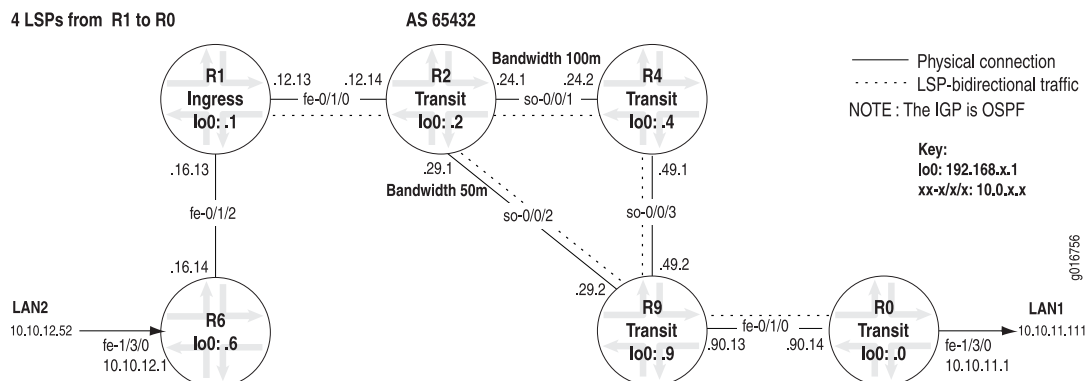 4 LSPs from R1 to R0
AS 65432
Bandwidth 100m
R1
Ingress
lo0: .1
.12.13
.12.14
fe-0/1/0
R2
Transit
lo0: .2
.24.1
.24.2
so-0/0/1
R4
Transit
lo0: .4
Physical connection
LSP-bidirectional traffic
NOTE : The IGP is OSPF
Key:
lo0: 192.168.x.1
xx-x/x/x: 10.0.x.x
.16.13
.29.1
Bandwidth 50m
.49.1
fe-0/1/2
so-0/0/2
so-0/0/3
.16.14
.29.2
.49.2
LAN2
10.10.12.52
fe-1/3/0
10.10.12.1
R6
lo0: .6
R9
Transit
lo0: .9
fe-0/1/0
.90.13
.90.14
R0
Transit
lo0: .0
LAN1
10.10.11.111
fe-1/3/0
10.10.11.1
g016756